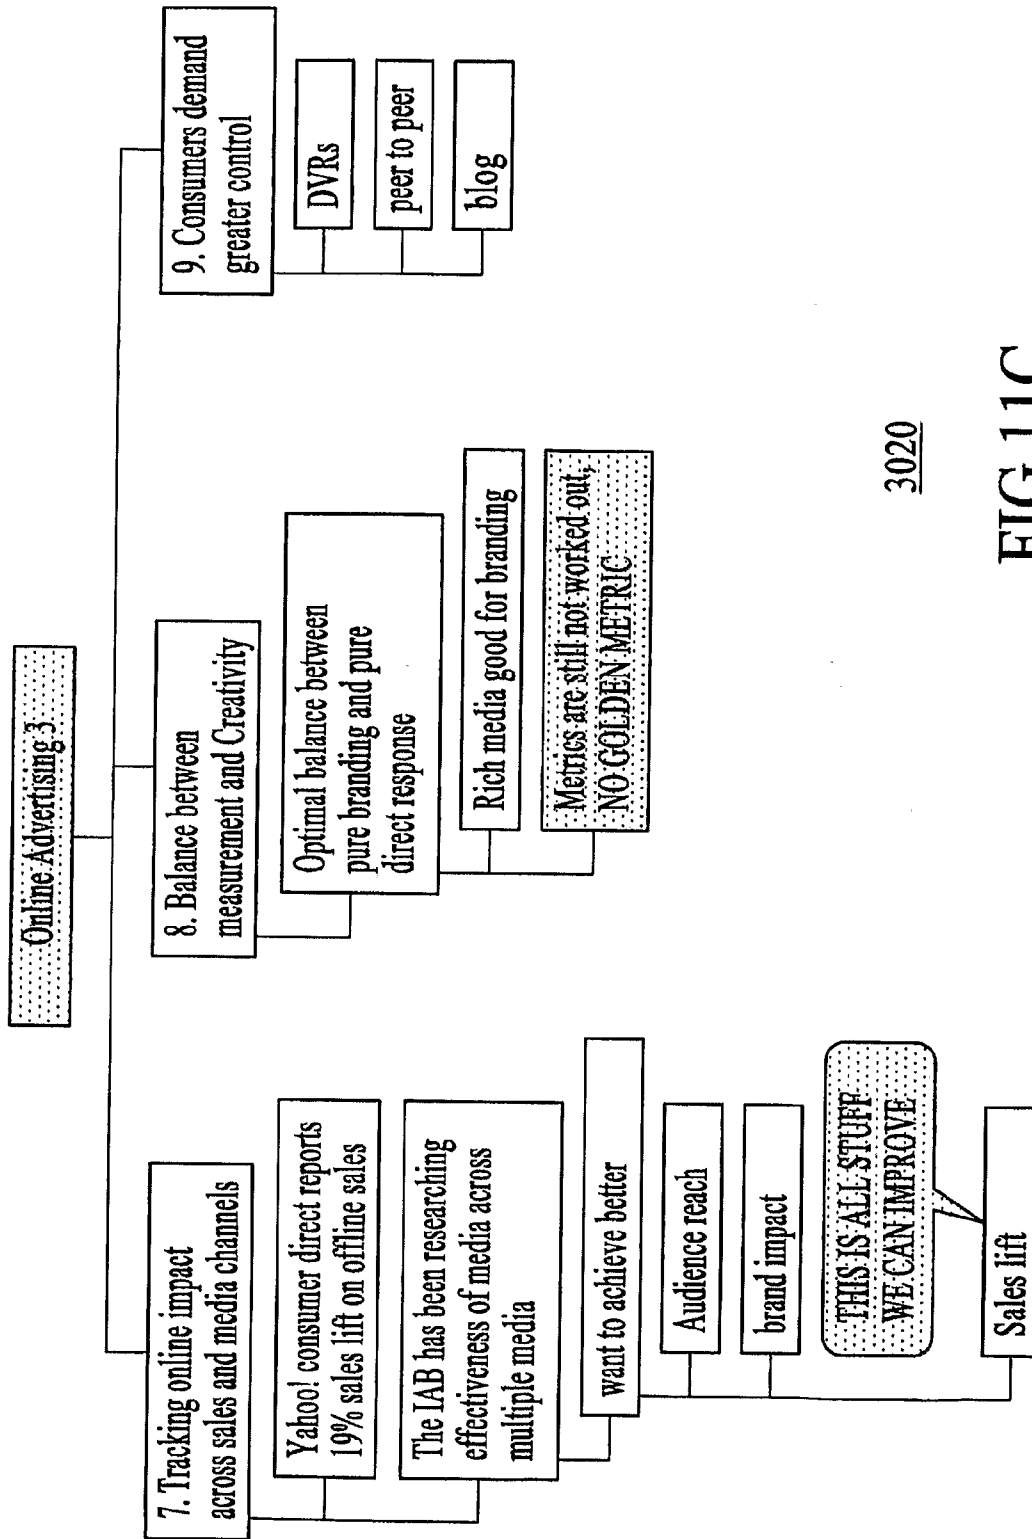 Online Advertising 3
7. Tracking online impact
across sales and media channels
Yahoo! consumer direct reports
19% sales lift on offline sales
The IAB has been researching
effectiveness of media across
multiple media
want to achieve better
Audience reach
brand impact
THIS IS ALL STUFF
WE CAN IMPROVE
Sales lift
8. Balance between
measurement and Creativity
Optimal balance between
pure branding and pure
direct response
Rich media good for branding
Metrics are still not worked out,
NO GOLDEN METRIC
9. Consumers demand
greater control
DVRs
peer to peer
blog
3020
FIG 11C